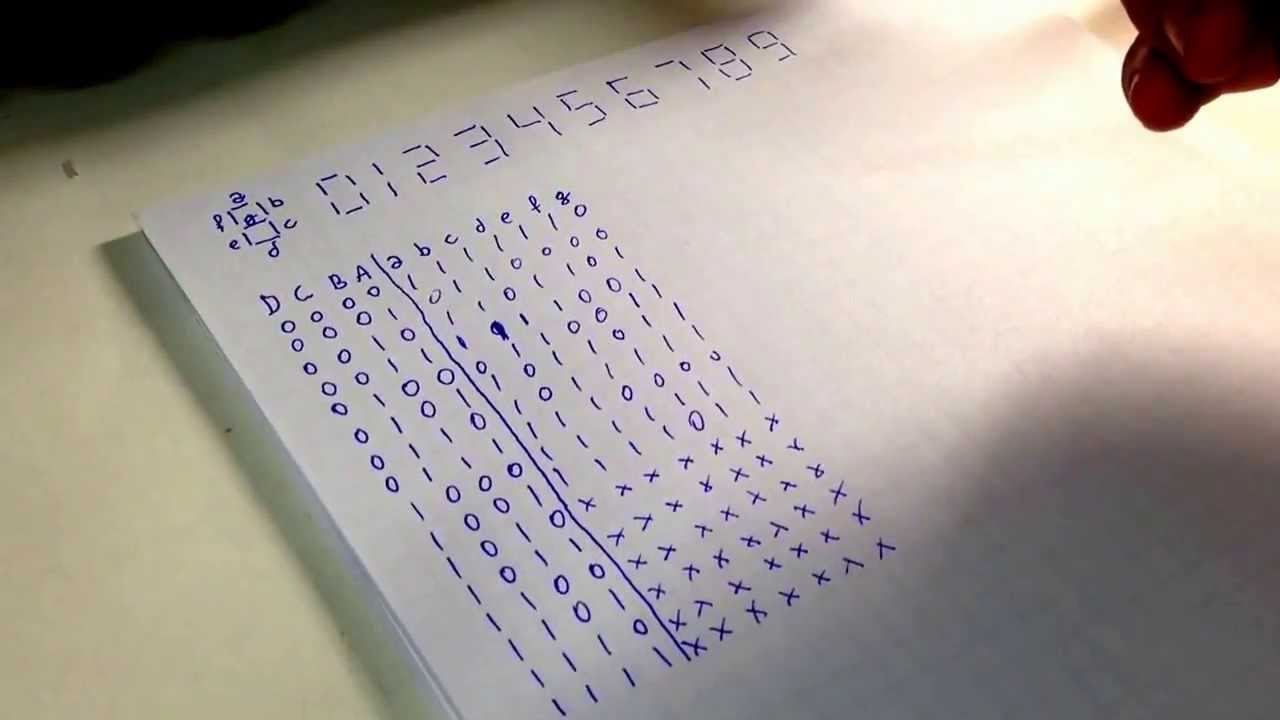 0 1 2 3 4 5 6 7 8 9
a
f g b
e c
d
D C B A a b c d e f g
0 0 0 0 1 1 1 1 1 1 0
0 0 0 1 0 1 1 0 0 0 0
0 0 1 0 1 1 0 1 1 0 1
0 0 1 1 1 1 1 1 0 0 1
0 1 0 0 0 1 1 0 0 1 1
0 1 0 1 1 0 1 1 0 1 1
0 1 1 0 1 0 1 1 1 1 1
0 1 1 1 1 1 1 0 0 0 0
1 0 0 0 1 1 1 1 1 1 1
1 0 0 1 1 1 1 1 0 1 1
1 0 1 0 x x x x x x x
1 0 1 1 x x x x x x x
1 1 0 0 x x x x x x x
1 1 0 1 x x x x x x x
1 1 1 0 x x x x x x x
1 1 1 1 x x x x x x x